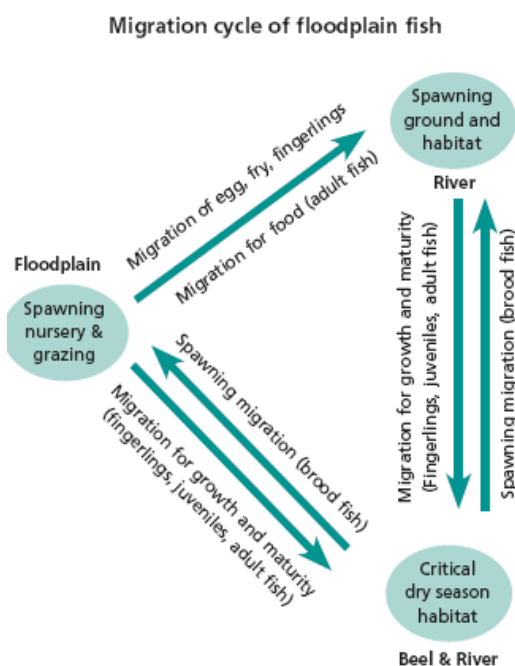 Migration cycle of floodplain fish
Spawning
ground and
habitat
River
Migration of egg, fry, fingerlings
Migration for food (adult fish)
Floodplain
Spawning
nursery &
grazing
Spawning migration (brood fish)
Migration for growth and maturity
(fingerlings, juveniles, adult fish)
Migration for growth and maturity
(Fingerlings, juveniles, adult fish)
Spawning migration (brood fish)
Critical
dry season
habitat
Beel & River